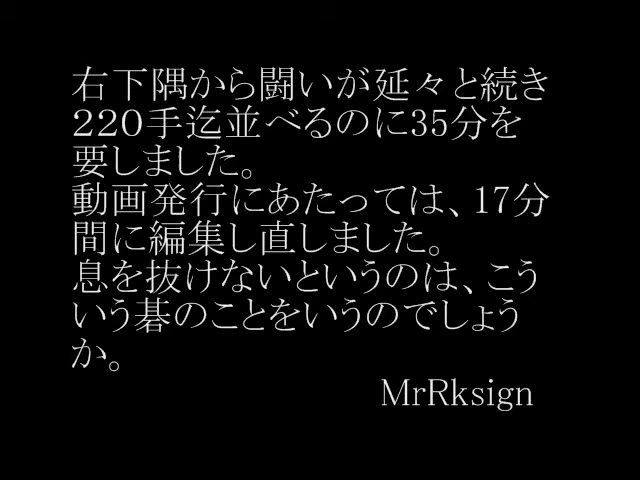 右下隅から闘いが延々と続き
２２０手迄並べるのに35分を
要しました。
動画発行にあたっては、17分
間に編集し直しました。
息を抜けないというのは、こう
いう碁のことをいうのでしょう
か。
MrRksign